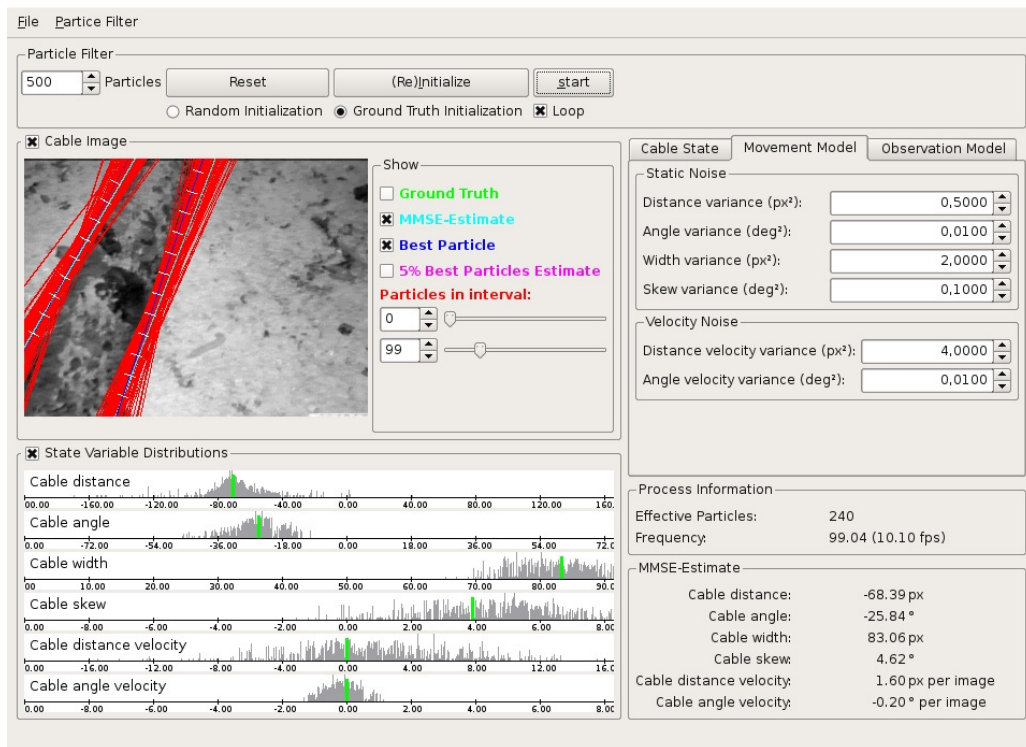 File Partice Filter
Particle Filter
500 Particles Reset (Re)Initialize start
Random Initialization Ground Truth Initialization Loop
Cable Image
Show
Ground Truth
MMSE-Estimate
Best Particle
5% Best Particles Estimate
Particles in interval:
0
99
Cable State Movement Model Observation Model
Static Noise
Distance variance (px²): 0,5000
Angle variance (deg²): 0,0100
Width variance (px²): 2,0000
Skew variance (deg²): 0,1000
Velocity Noise
Distance velocity variance (px²): 4,0000
Angle velocity variance (deg²): 0,0100
State Variable Distributions
Cable distance
00.00 -160.00 -120.00 -80.00 -40.00 0.00 40.00 80.00 120.00 160.
Cable angle
0.00 -72.00 -54.00 -36.00 -18.00 0.00 18.00 36.00 54.00 72.0
Cable width
00 10.00 20.00 30.00 40.00 50.00 60.00 70.00 80.00 90.0
Cable skew
0.00 -8.00 -6.00 -4.00 -2.00 0.00 2.00 4.00 6.00 8.00
Cable distance velocity
0.00 -16.00 -12.00 -8.00 -4.00 0.00 4.00 8.00 12.00 16.0
Cable angle velocity
0.00 -8.00 -6.00 -4.00 -2.00 0.00 2.00 4.00 6.00 8.00
Process Information
Effective Particles: 240
Frequency: 99.04 (10.10 fps)
MMSE-Estimate
Cable distance: -68.39 px
Cable angle: -25.84 °
Cable width: 83.06 px
Cable skew: 4.62 °
Cable distance velocity: 1.60 px per image
Cable angle velocity: -0.20 ° per image